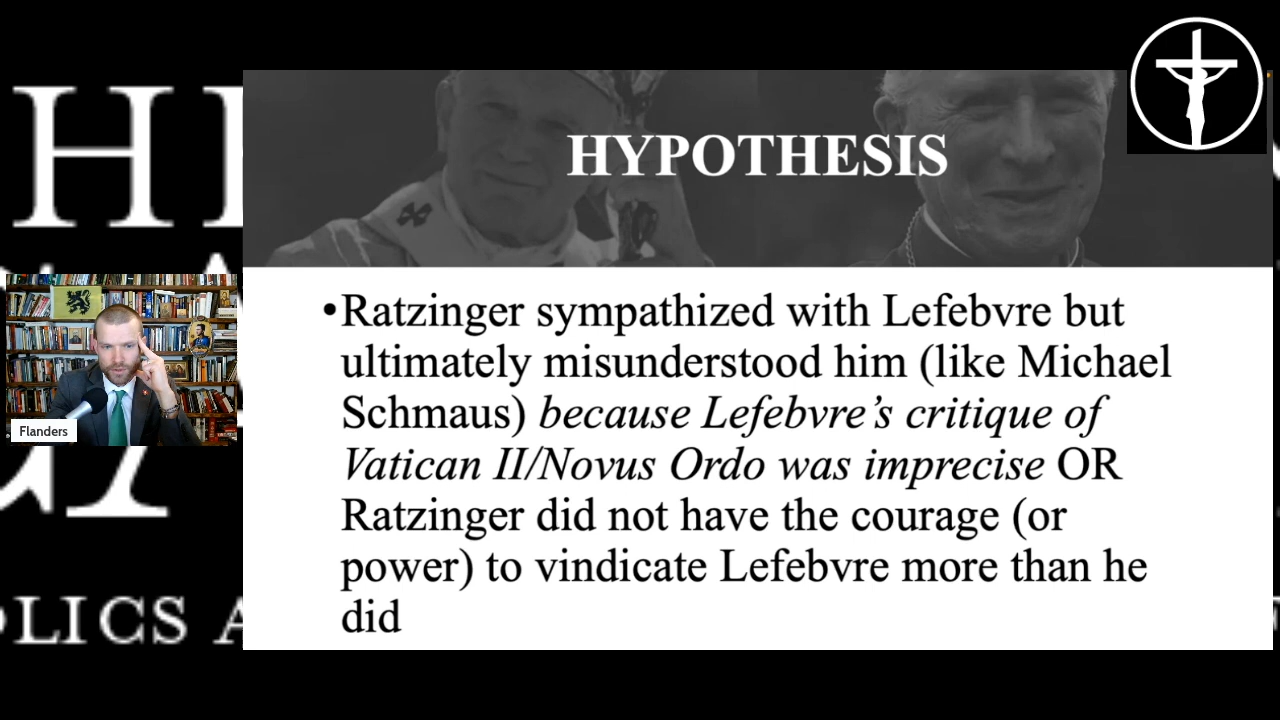 HYPOTHESIS
•Ratzinger sympathized with Lefebvre but
ultimately misunderstood him (like Michael
Schmaus) because Lefebvre’s critique of
Vatican II/Novus Ordo was imprecise OR
Ratzinger did not have the courage (or
power) to vindicate Lefebvre more than he
did
Flanders